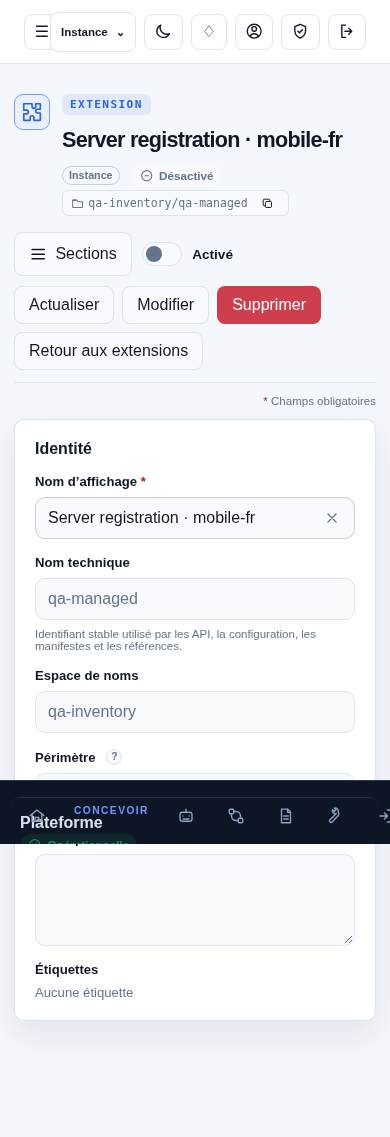 Instance
EXTENSION
Server registration · mobile-fr
Instance
Désactivé
qa-inventory/qa-managed
Sections
Activé
Actualiser
Modifier
Supprimer
Retour aux extensions
* Champs obligatoires
Identité
Nom d’affichage *
Server registration · mobile-fr
Nom technique
qa-managed
Identifiant stable utilisé par les API, la configuration, les
manifestes et les références.
Espace de noms
qa-inventory
Périmètre ?
CONCEVOIR
Plateforme
Opérationnelle
Étiquettes
Aucune étiquette